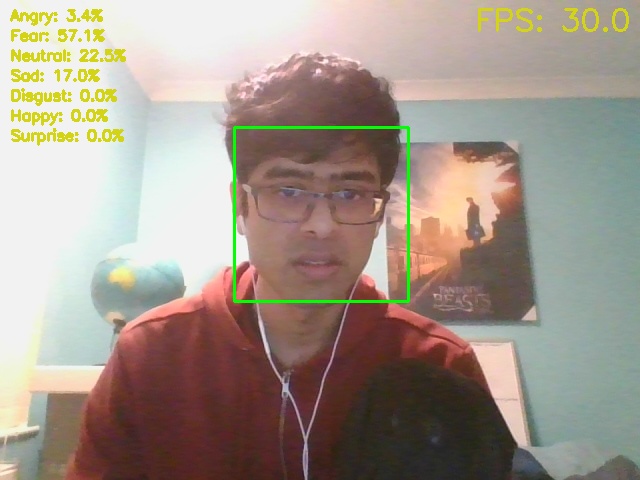 Angry: 3.4%
FPS: 30.0
Fear: 57.1%
Neutral: 22.5%
Sad: 17.0%
Disgust: 0.0%
Happy: 0.0%
Surprise: 0.0%
FANTASTIC
BEASTS